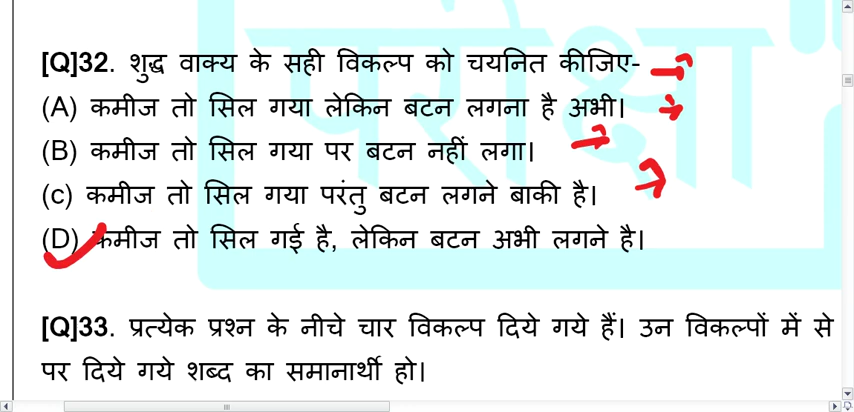 [Q]32. शुद्ध वाक्य के सही विकल्प को चयनित कीजिए-
(A) कमीज तो सिल गया लेकिन बटन लगना है अभी।
(B) कमीज तो सिल गया पर बटन नहीं लगा।
(c) कमीज तो सिल गया परंतु बटन लगने बाकी है।
(D) कमीज तो सिल गई है, लेकिन बटन अभी लगने है।
[Q]33. प्रत्येक प्रश्न के नीचे चार विकल्प दिये गये हैं। उन विकल्पों में से
पर दिये गये शब्द का समानार्थी हो।